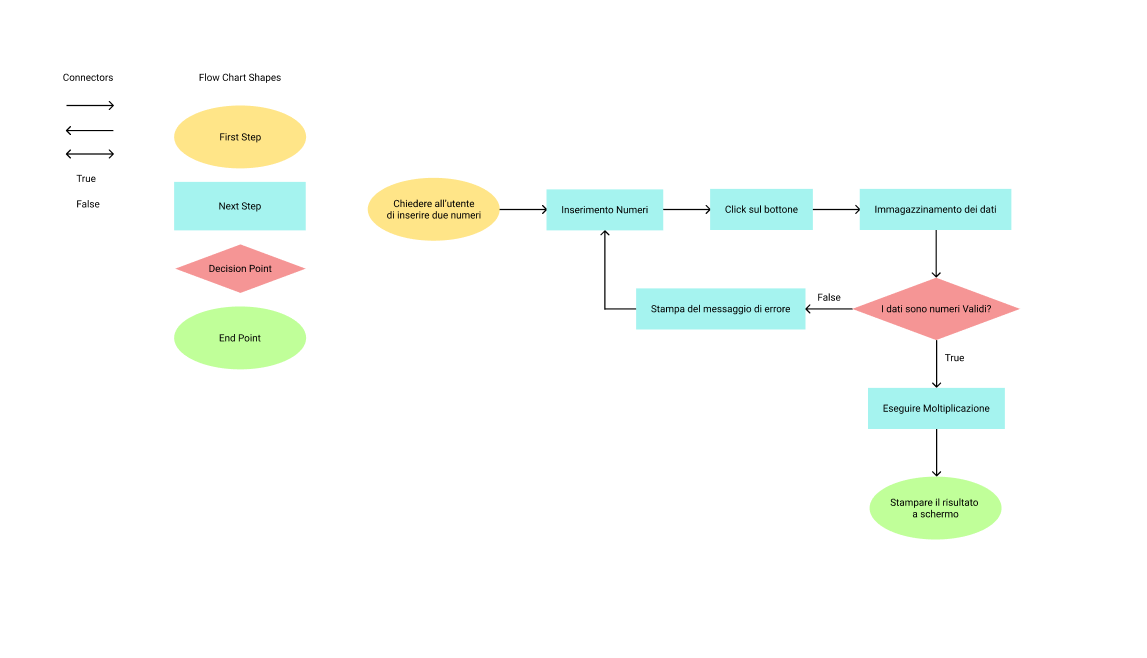 Connectors
Flow Chart Shapes
First Step
True
False
Next Step
Decision Point
End Point
Chiedere all'utente
di inserire due numeri
Inserimento Numeri
Click sul bottone
Immagazzinamento dei dati
Stampa del messaggio di errore
False
I dati sono numeri Validi?
True
Eseguire Moltiplicazione
Stampare il risultato
a schermo